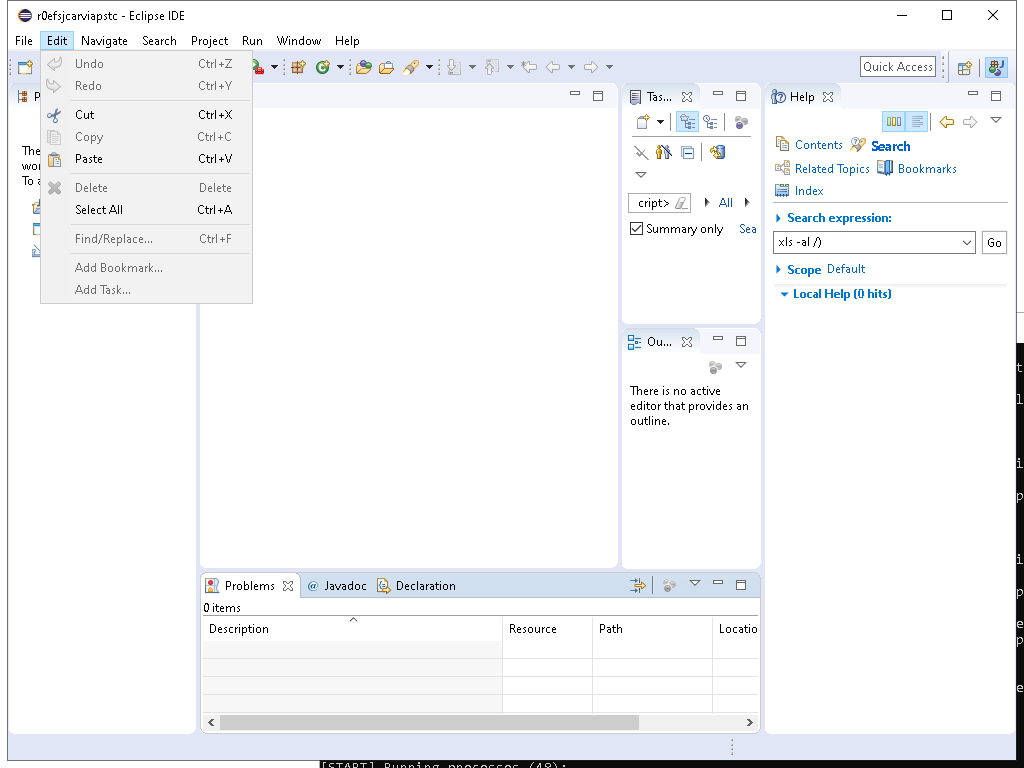 r0efsjcarviapstc - Eclipse IDE
File Edit Navigate Search Project Run Window Help
Quick Access
Undo Ctrl+Z
Redo Ctrl+Y
Cut Ctrl+X
Copy Ctrl+C
Paste Ctrl+V
Delete Delete
Select All Ctrl+A
Find/Replace... Ctrl+F
Add Bookmark...
Add Task...
P
The
wor
To a
Tas...
cript> All
Summary only Sea
Ou...
There is no active
editor that provides an
outline.
Help
Contents Search
Related Topics Bookmarks
Index
Search expression:
xls -al /) Go
Scope Default
Local Help (0 hits)
Problems @ Javadoc Declaration
0 items
Description Resource Path Locatio
[START] Running processes (48):